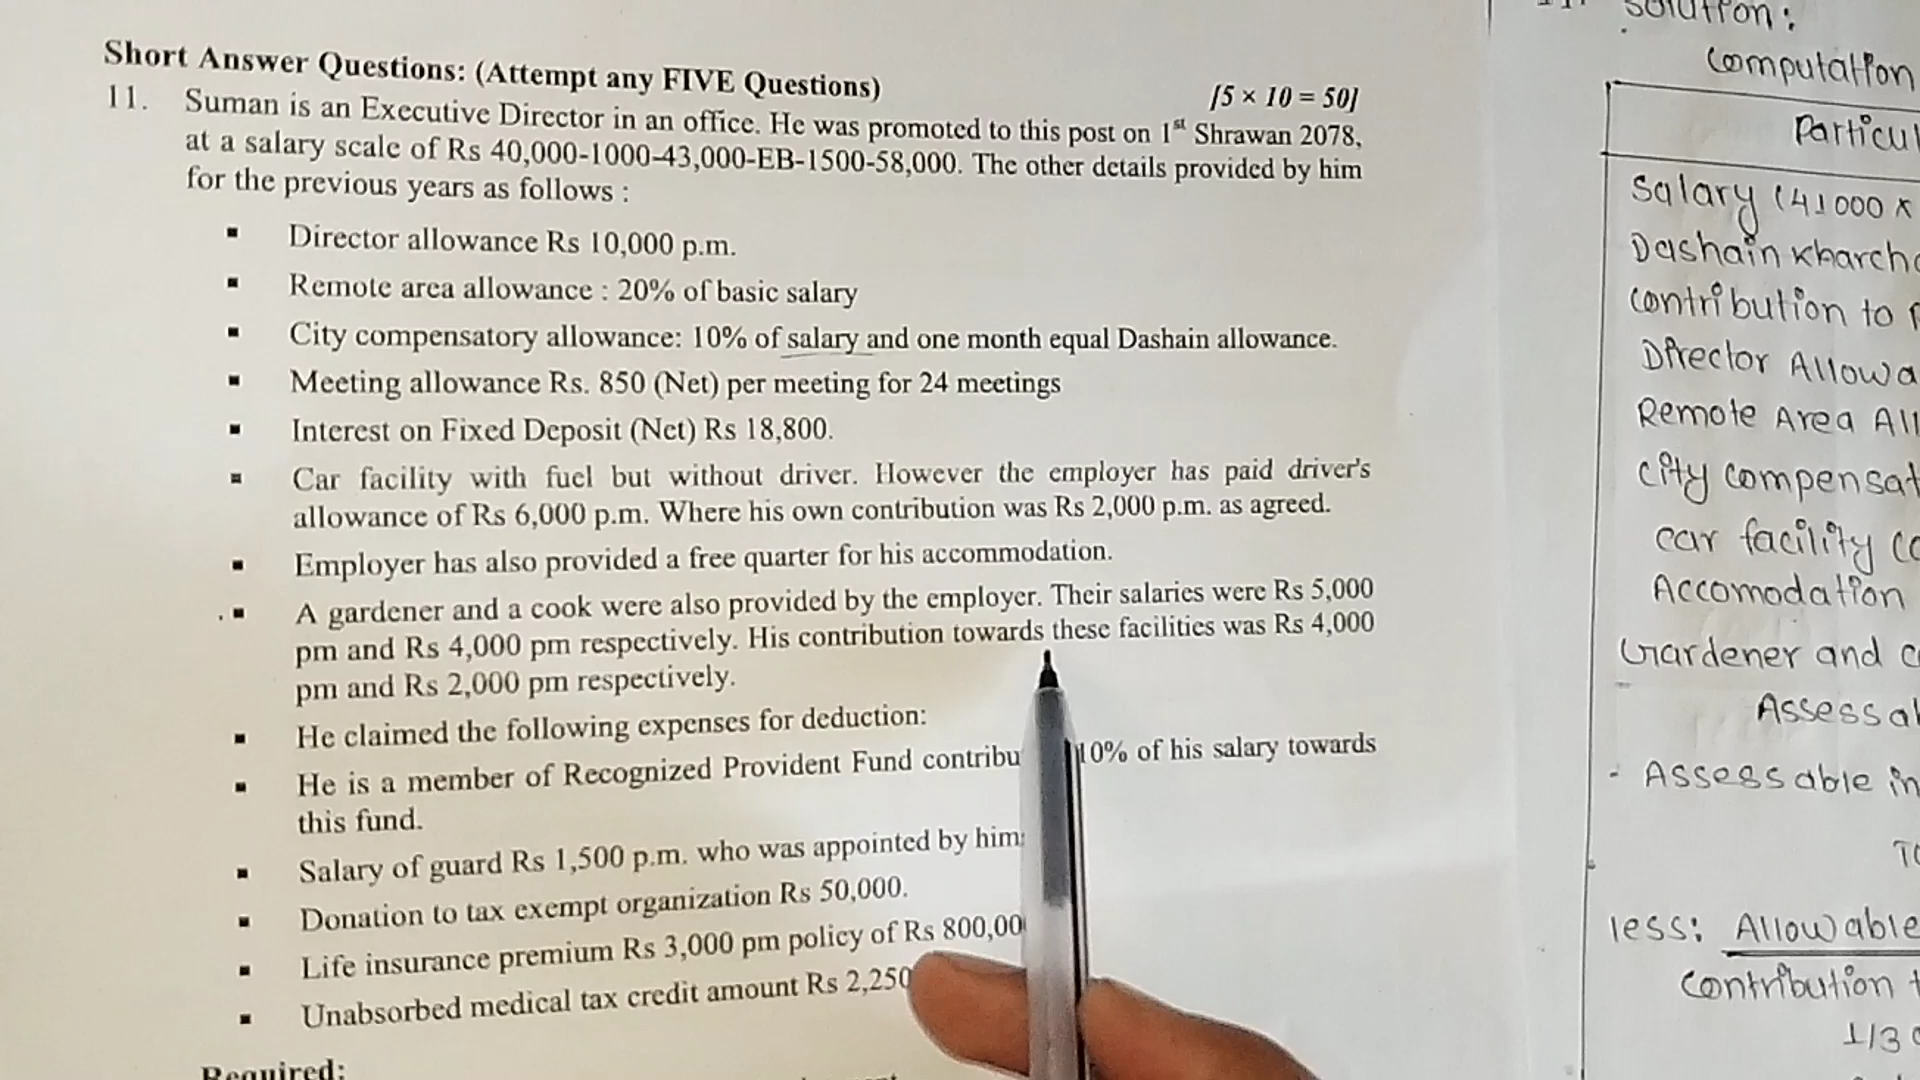 Short Answer Questions: (Attempt any FIVE Questions)
[5 × 10 = 50]
11. Suman is an Executive Director in an office. He was promoted to this post on 1st Shrawan 2078,
at a salary scale of Rs 40,000-1000-43,000-EB-1500-58,000. The other details provided by him
for the previous years as follows :
▪ Director allowance Rs 10,000 p.m.
▪ Remote area allowance : 20% of basic salary
▪ City compensatory allowance: 10% of salary and one month equal Dashain allowance.
▪ Meeting allowance Rs. 850 (Net) per meeting for 24 meetings
▪ Interest on Fixed Deposit (Net) Rs 18,800.
▪ Car facility with fuel but without driver. However the employer has paid driver's
allowance of Rs 6,000 p.m. Where his own contribution was Rs 2,000 p.m. as agreed.
▪ Employer has also provided a free quarter for his accommodation.
▪ A gardener and a cook were also provided by the employer. Their salaries were Rs 5,000
pm and Rs 4,000 pm respectively. His contribution towards these facilities was Rs 4,000
pm and Rs 2,000 pm respectively.
▪ He claimed the following expenses for deduction:
▪ He is a member of Recognized Provident Fund contribu 10% of his salary towards
this fund.
▪ Salary of guard Rs 1,500 p.m. who was appointed by him
▪ Donation to tax exempt organization Rs 50,000.
▪ Life insurance premium Rs 3,000 pm policy of Rs 800,00
▪ Unabsorbed medical tax credit amount Rs 2,250
Required:
Solution:
Computation
Particul
Salary (41000 ×
Dashain kharch
Contribution to
Director Allowa
Remote Area All
City Compensat
Car facility
Accomodation
Gardener and
Assessa
- Assessable in
less: Allowable
Contribution
1/3